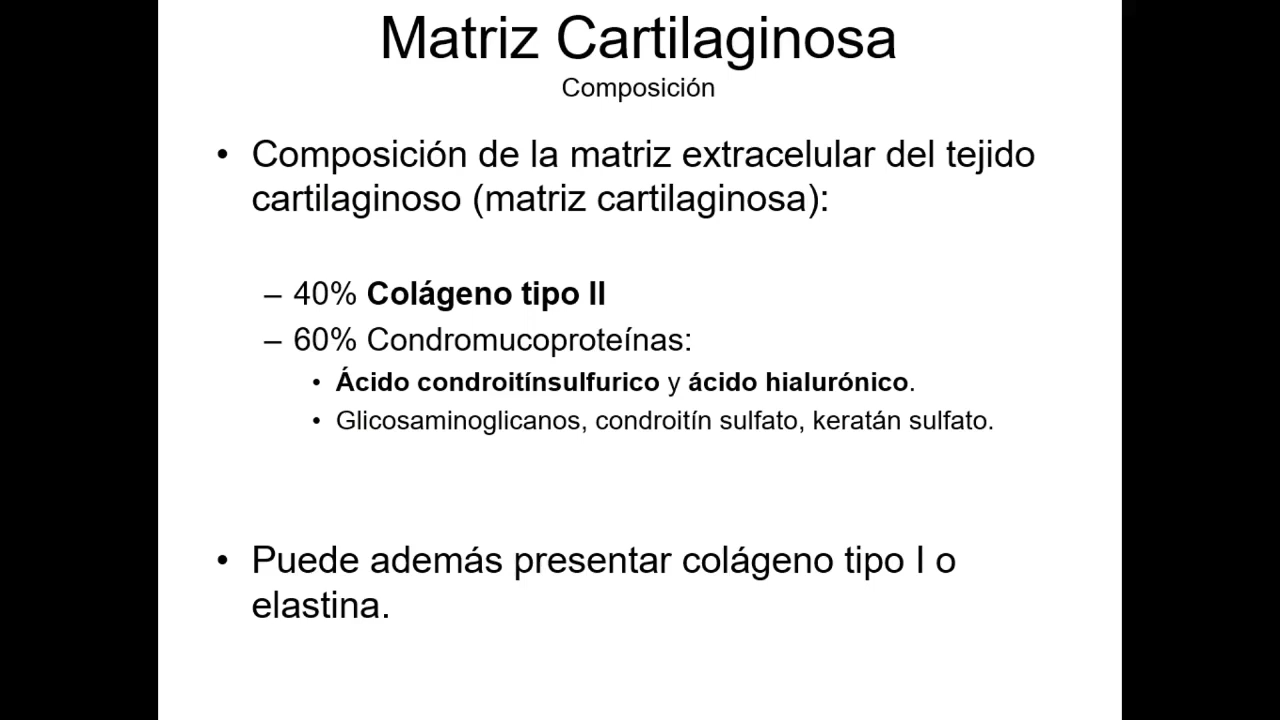 Matriz Cartilaginosa
Composición
• Composición de la matriz extracelular del tejido
cartilaginoso (matriz cartilaginosa):
– 40% Colágeno tipo II
– 60% Condromucoproteínas:
• Ácido condroitínsulfurico y ácido hialurónico.
• Glicosaminoglicanos, condroitín sulfato, keratán sulfato.
• Puede además presentar colágeno tipo I o
elastina.